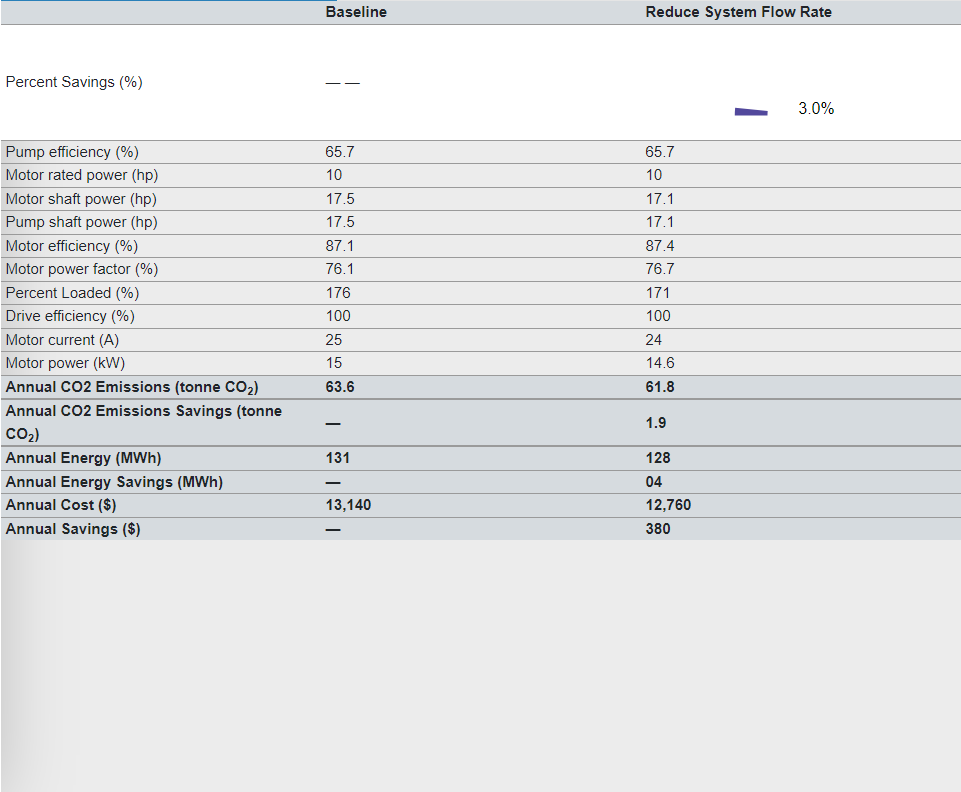 Baseline Reduce System Flow Rate
Percent Savings (%) — —
3.0%
Pump efficiency (%) 65.7 65.7
Motor rated power (hp) 10 10
Motor shaft power (hp) 17.5 17.1
Pump shaft power (hp) 17.5 17.1
Motor efficiency (%) 87.1 87.4
Motor power factor (%) 76.1 76.7
Percent Loaded (%) 176 171
Drive efficiency (%) 100 100
Motor current (A) 25 24
Motor power (kW) 15 14.6
Annual CO2 Emissions (tonne CO₂) 63.6 61.8
Annual CO2 Emissions Savings (tonne
CO₂) — 1.9
Annual Energy (MWh) 131 128
Annual Energy Savings (MWh) — 04
Annual Cost ($) 13,140 12,760
Annual Savings ($) — 380